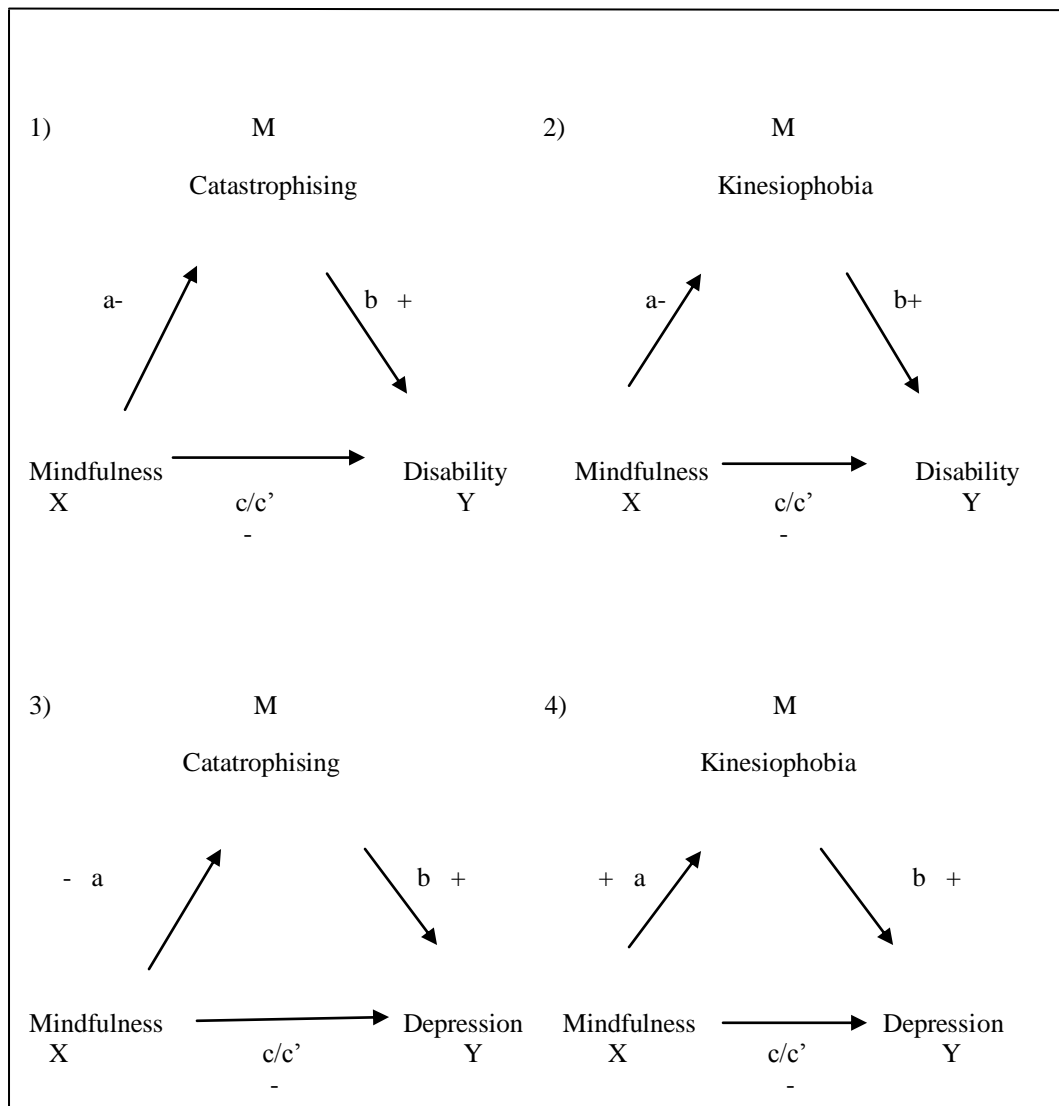 1) M 2) M
Catastrophising Kinesiophobia
a- b + a- b+
Mindfulness Disability Mindfulness Disability
X c/c’ Y X c/c’ Y
- -
3) M 4) M
Catatrophising Kinesiophobia
- a b + + a b +
Mindfulness Depression Mindfulness Depression
X c/c’ Y X c/c’ Y
- -